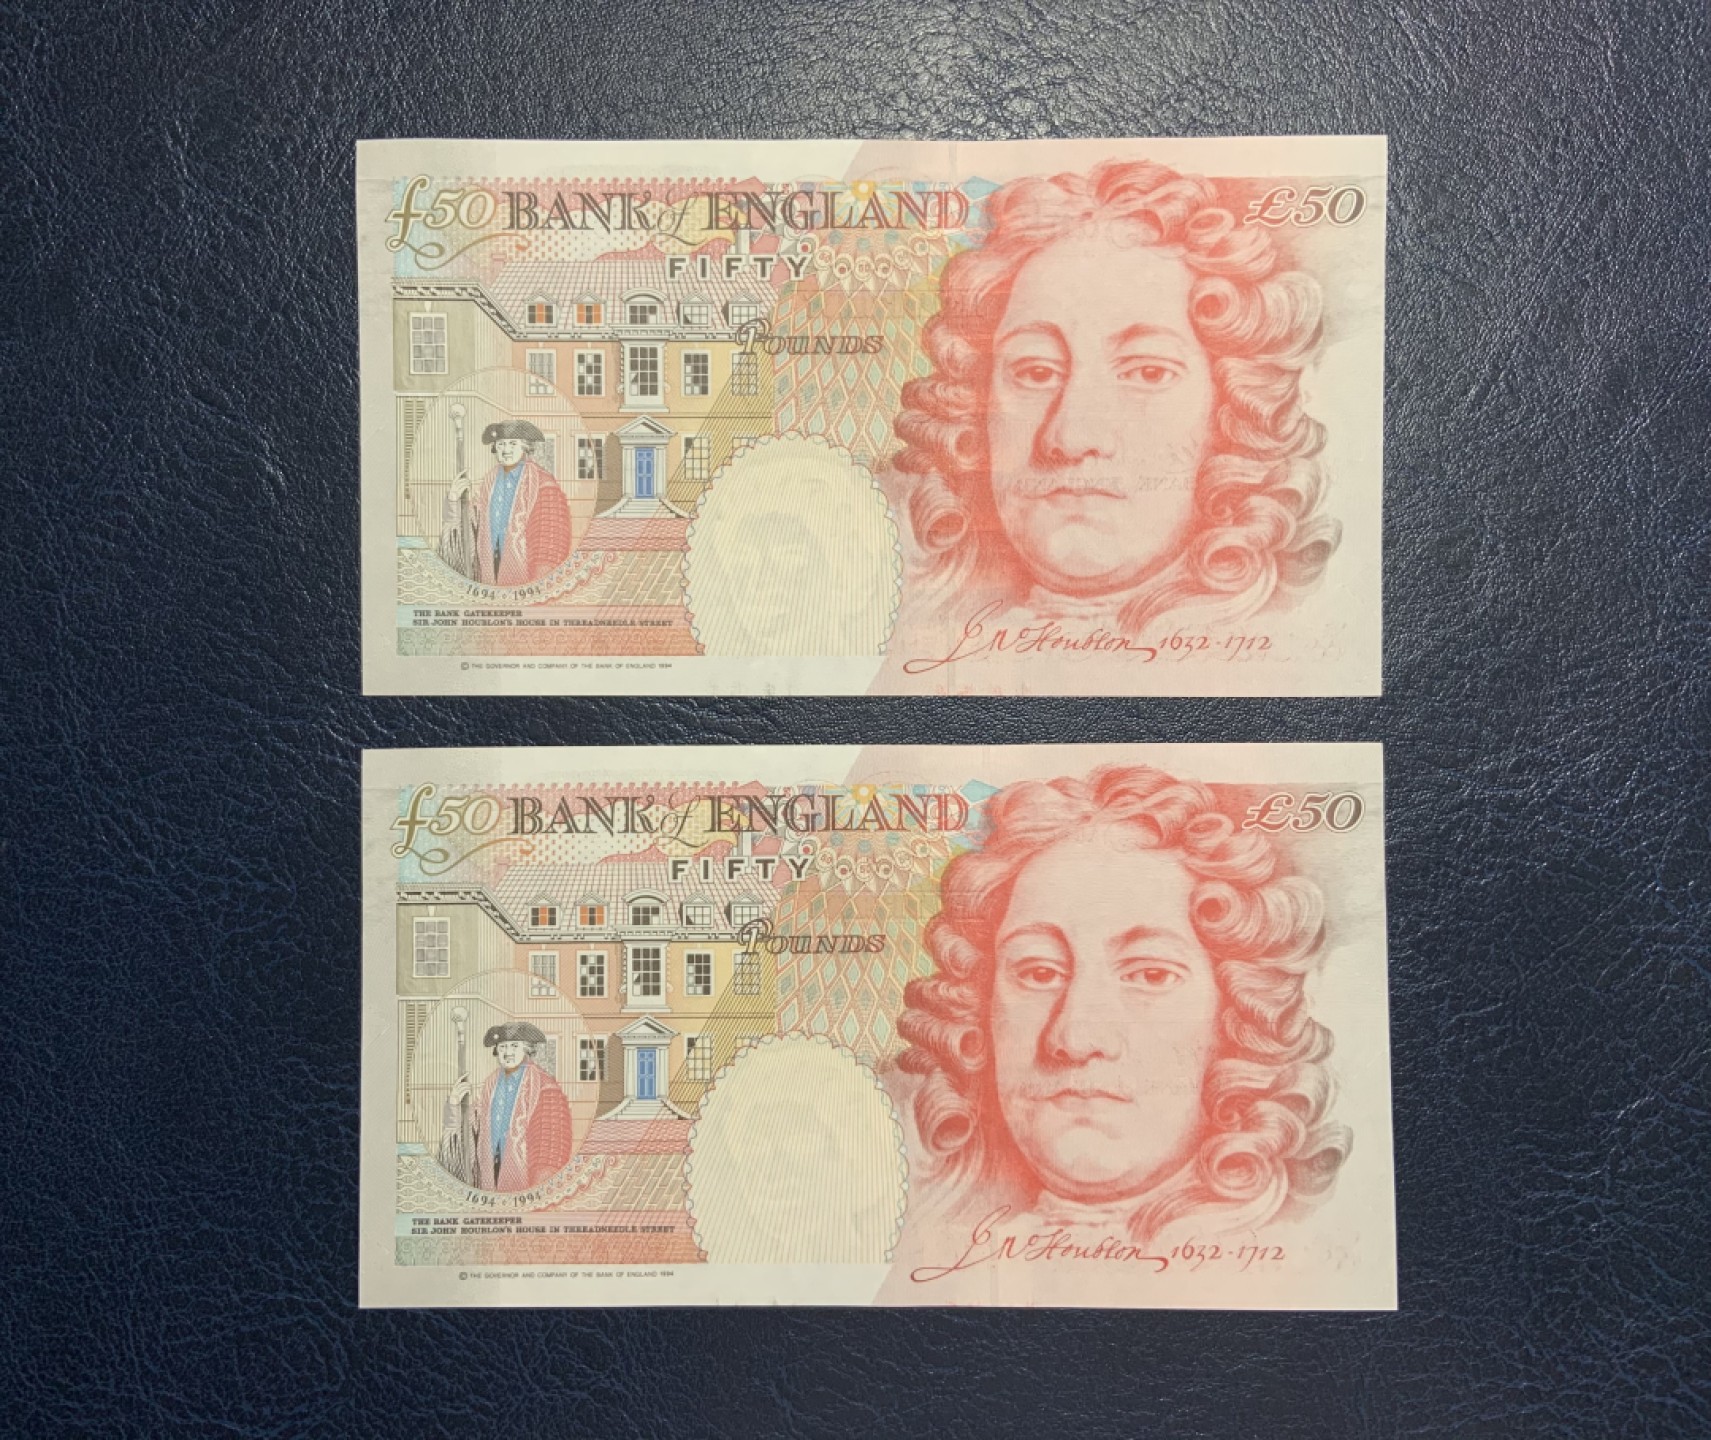 £50 BANK of ENGLAND £50
FIFTY
POUNDS
1694 ◦ 1994
THE BANK GATEKEEPER
SIR JOHN HOUBLON'S HOUSE IN THREADNEEDLE STREET
Jn° Houblon 1632 · 1712
© THE GOVERNOR AND COMPANY OF THE BANK OF ENGLAND 1994
£50 BANK of ENGLAND £50
FIFTY
POUNDS
1694 ◦ 1994
THE BANK GATEKEEPER
SIR JOHN HOUBLON'S HOUSE IN THREADNEEDLE STREET
Jn° Houblon 1632 · 1712
© THE GOVERNOR AND COMPANY OF THE BANK OF ENGLAND 1994